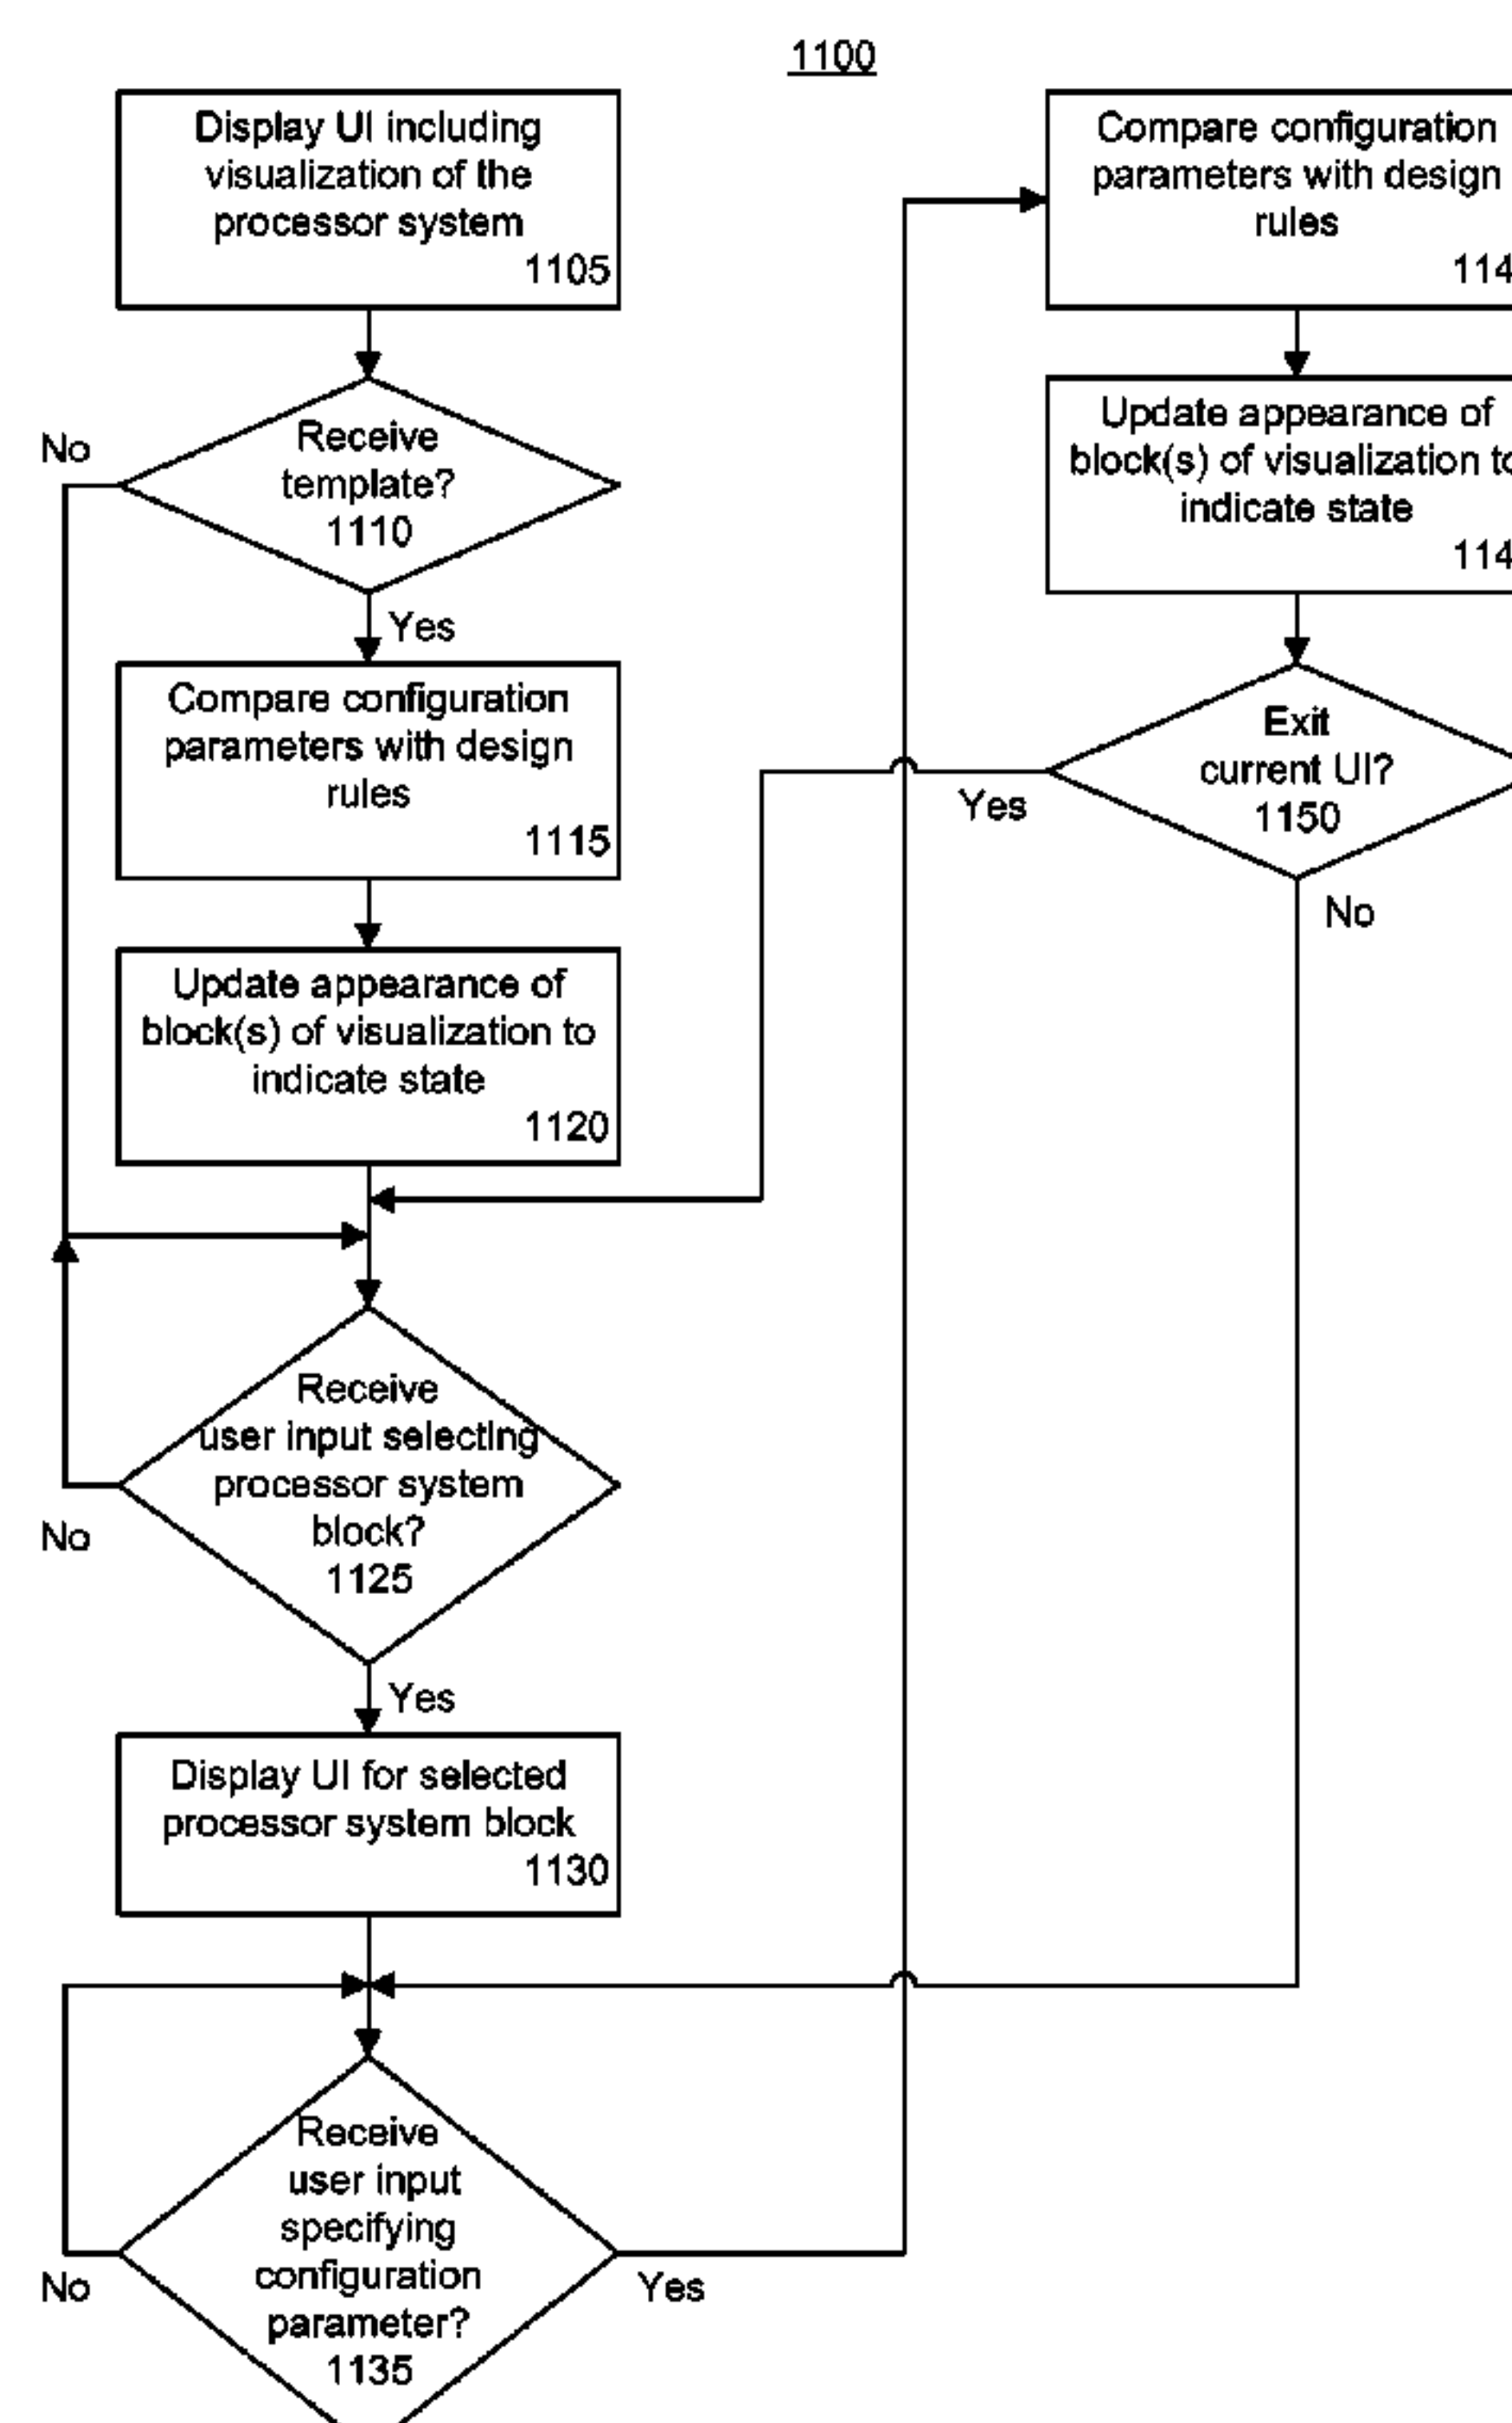 1100
Display UI including
visualization of the
processor system
1105
No
Receive
template?
1110
Yes
Compare configuration
parameters with design
rules
1115
Update appearance of
block(s) of visualization to
indicate state
1120
Receive
user input selecting
processor system
block?
1125
No
Yes
Display UI for selected
processor system block
1130
Receive
user input
specifying
configuration
parameter?
1135
No
Yes
Compare configuration
parameters with design
rules
Update appearance of
block(s) of visualization to
indicate state
Exit
current UI?
1150
Yes
No